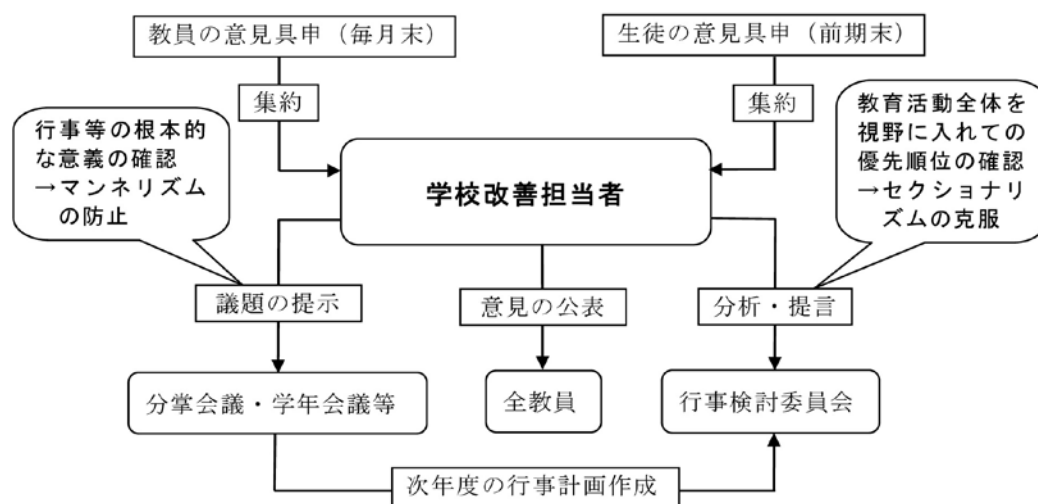 教員の意見具申（毎月末）
生徒の意見具申（前期末）
集約
集約
行事等の根本的
な意義の確認
→マンネリズム
の防止
教育活動全体を
視野に入れての
優先順位の確認
→セクショナリ
ズムの克服
学校改善担当者
議題の提示
意見の公表
分析・提言
分掌会議・学年会議等
全教員
行事検討委員会
次年度の行事計画作成